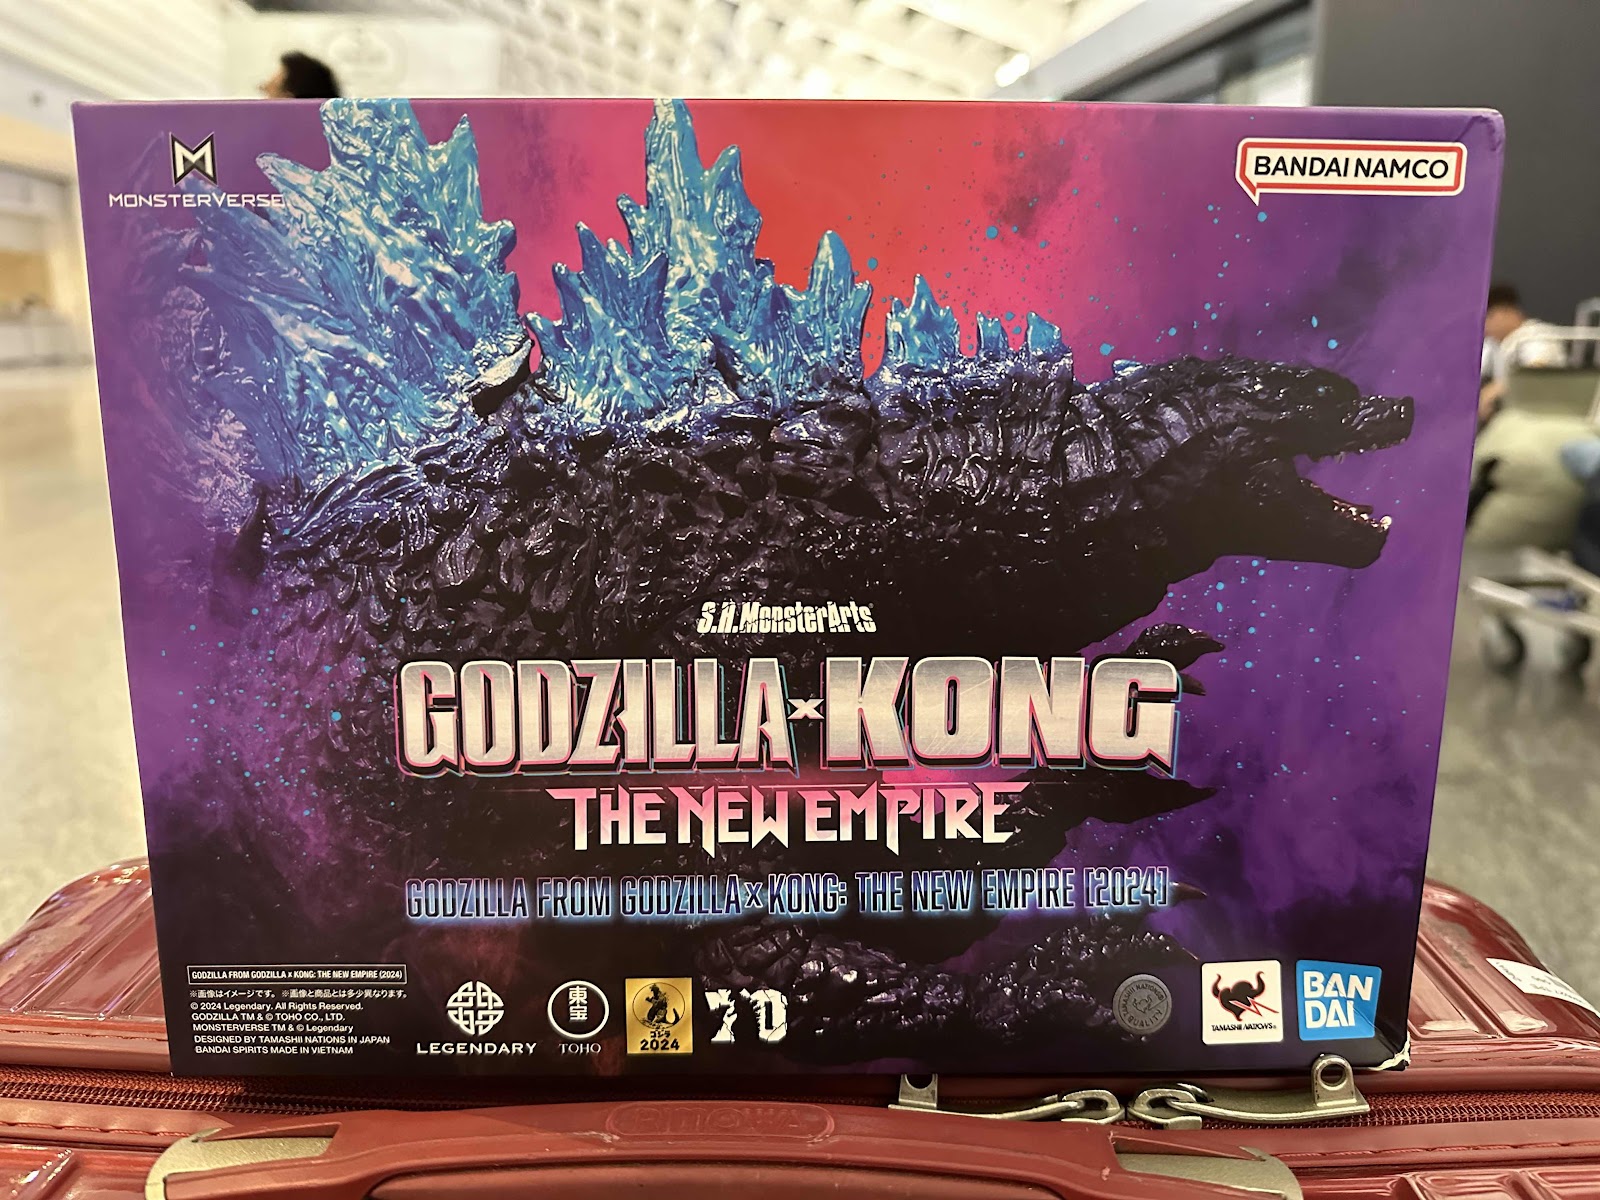 MONSTERVERSE
BANDAI NAMCO
S.H.MonsterArts
GODZILLA x KONG
THE NEW EMPIRE
GODZILLA FROM GODZILLA x KONG: THE NEW EMPIRE [2024]
GODZILLA FROM GODZILLA x KONG: THE NEW EMPIRE (2024)
※画像はイメージです。※画像と商品とは多少異なります。
© 2024 Legendary. All Rights Reserved.
GODZILLA TM & © TOHO CO., LTD.
MONSTERVERSE TM & © Legendary
DESIGNED BY TAMASHII NATIONS IN JAPAN
BANDAI SPIRITS MADE IN VIETNAM
LEGENDARY
東宝
TOHO
ゴジラ
2024
70
TAMASHII NATIONS
QUALITY
TAMASHII NATIONS
BAN
DAI